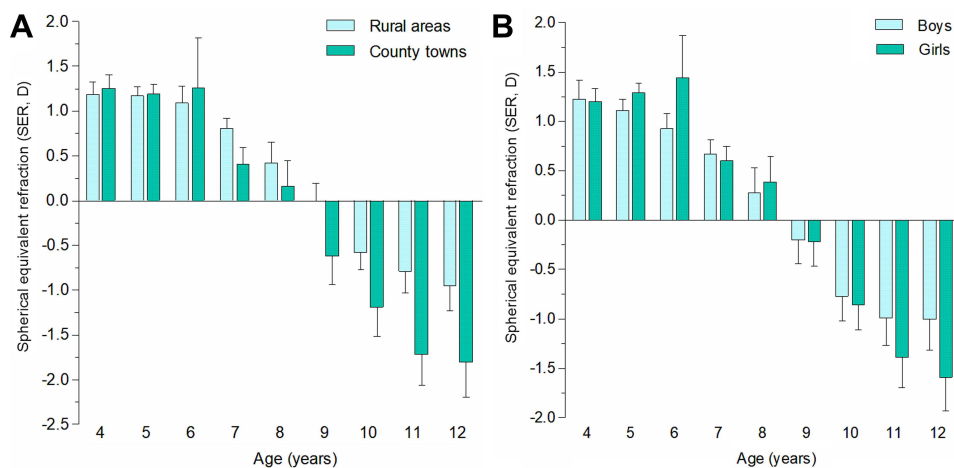 A
Rural areas
County towns
Spherical equivalent refraction (SER, D)
2.0
1.5
1.0
0.5
0.0
-0.5
-1.0
-1.5
2.0
-2.5
4 5 6 7 8 9 10 11 12
Age (years)
B
Boys
Girls
Spherical equivalent refraction (SER, D)
2.0
1.5
1.0
0.5
0.0
-0.5
-1.0
-1.5
-2.0
4 5 6 7 8 9 10 11 12
Age (years)